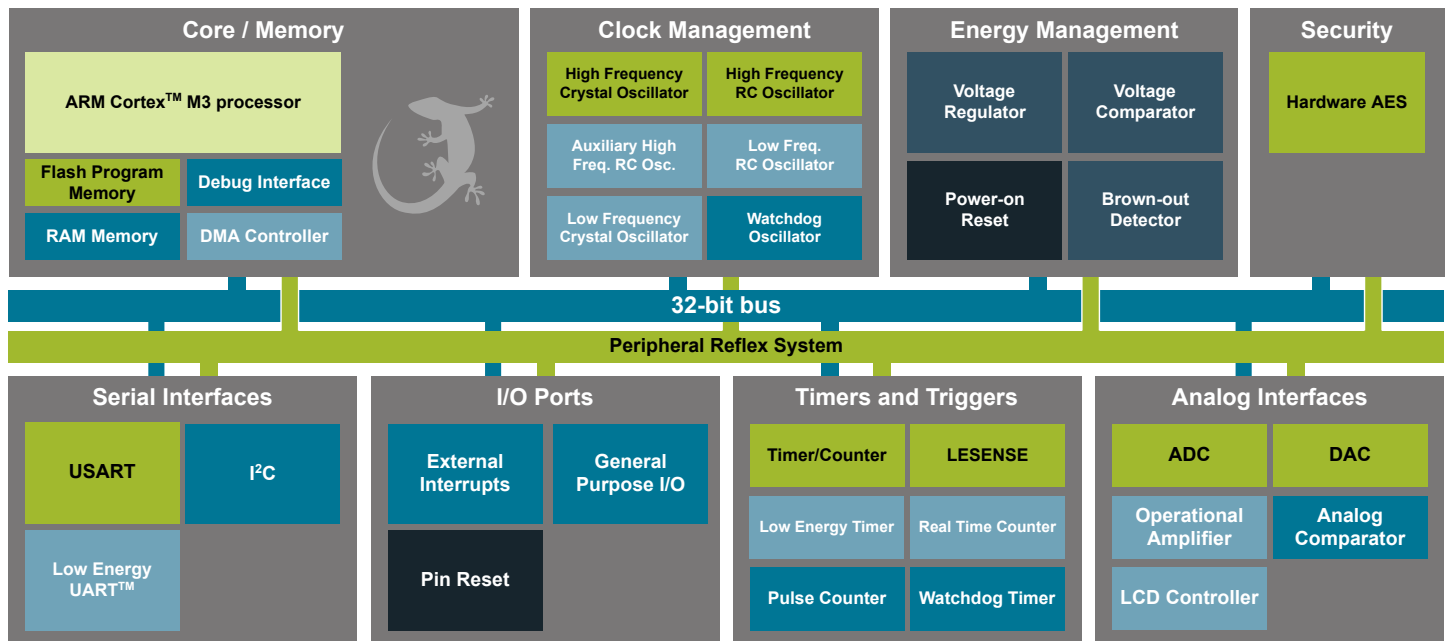 Core / Memory
ARM Cortex™ M3 processor
Flash Program
Memory
Debug Interface
RAM Memory
DMA Controller
Clock Management
High Frequency
Crystal Oscillator
High Frequency
RC Oscillator
Auxiliary High
Freq. RC Osc.
Low Freq.
RC Oscillator
Low Frequency
Crystal Oscillator
Watchdog
Oscillator
Energy Management
Voltage
Regulator
Voltage
Comparator
Power-on
Reset
Brown-out
Detector
Security
Hardware AES
32-bit bus
Peripheral Reflex System
Serial Interfaces
USART
I²C
Low Energy
UART™
I/O Ports
External
Interrupts
General
Purpose I/O
Pin Reset
Timers and Triggers
Timer/Counter
LESENSE
Low Energy Timer
Real Time Counter
Pulse Counter
Watchdog Timer
Analog Interfaces
ADC
DAC
Operational
Amplifier
Analog
Comparator
LCD Controller